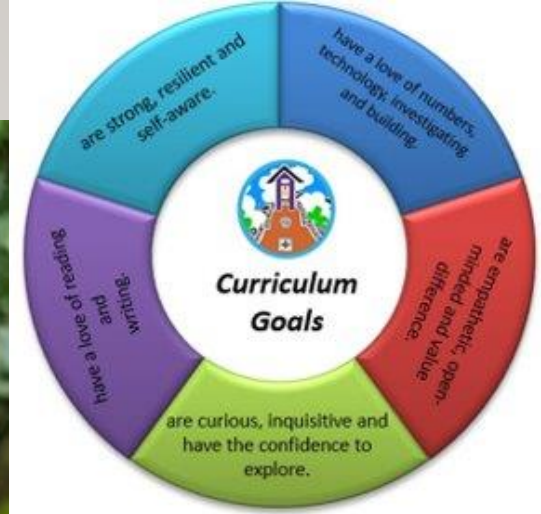 have a love of numbers,
technology, investigating
and building.
are empathetic, open-
minded and value
difference.
are curious, inquisitive and
have the confidence to
explore.
have a love of reading
and
writing.
are strong, resilient and
self-aware.
Curriculum
Goals